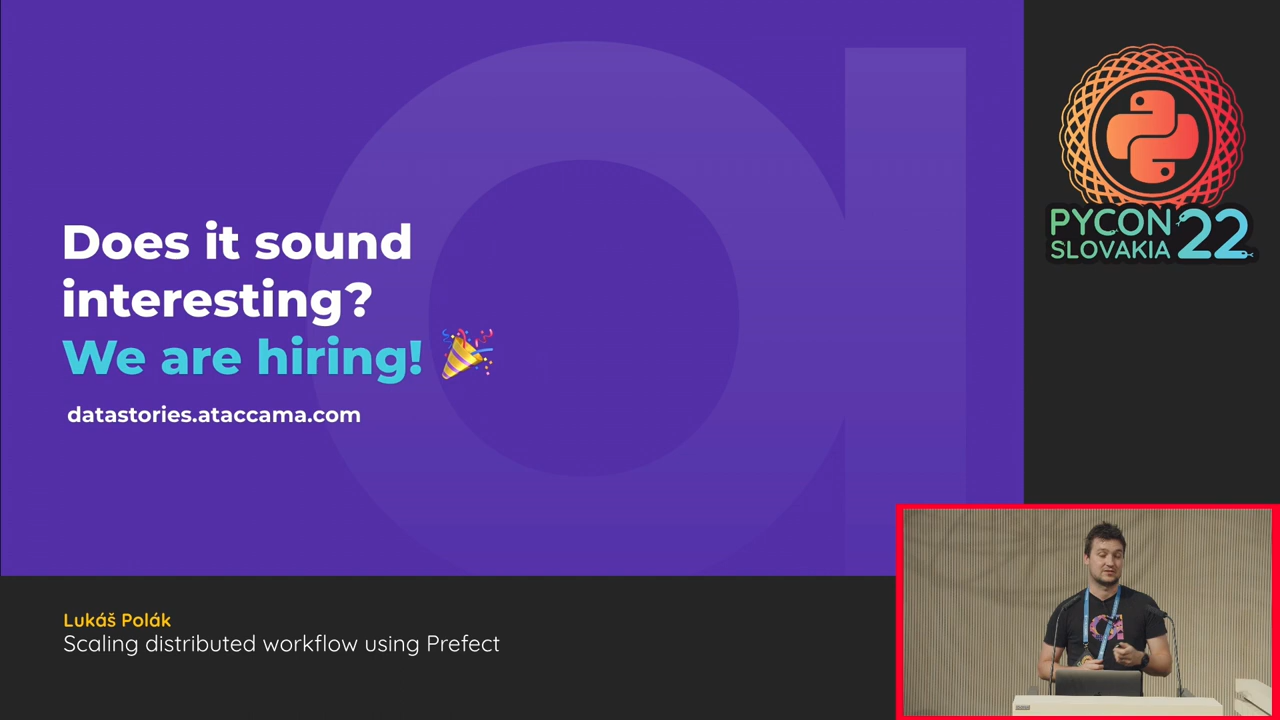 Does it sound
interesting?
We are hiring!
datastories.ataccama.com
PYCON
SLOVAKIA
22
Lukáš Polák
Scaling distributed workflow using Prefect